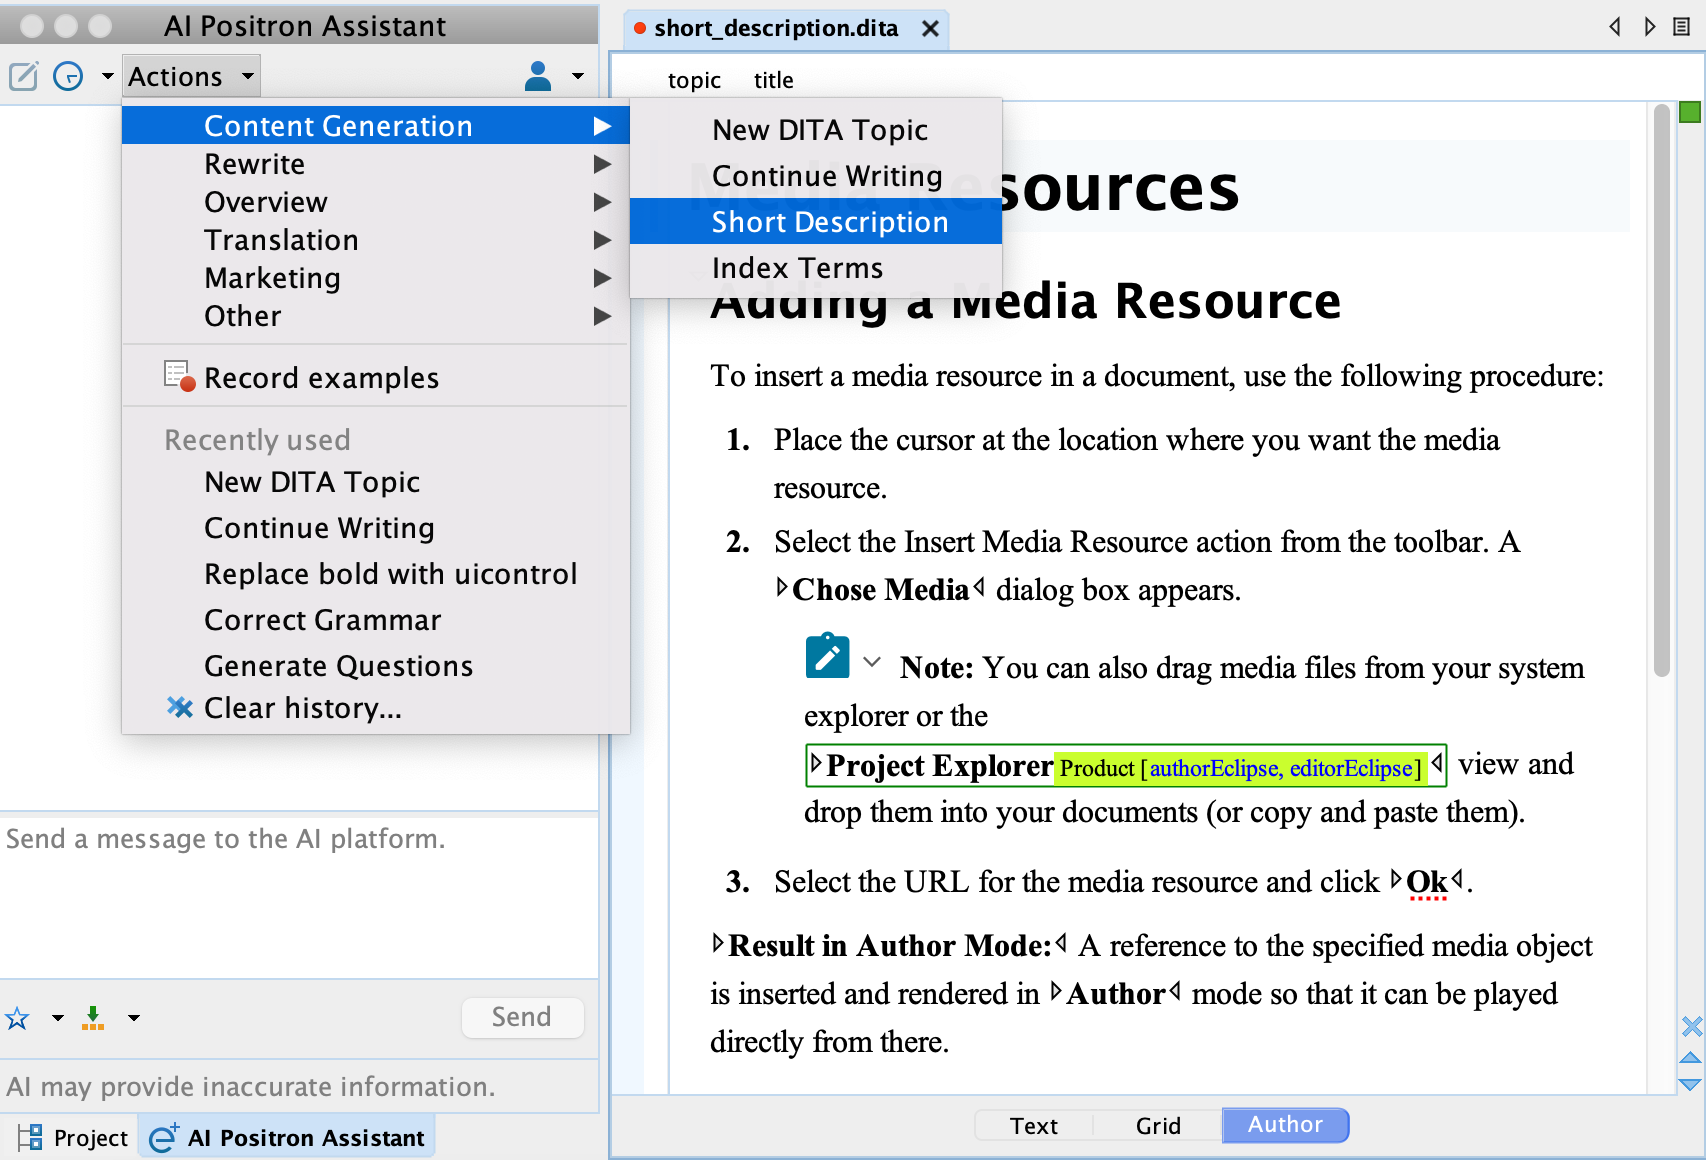 AI Positron Assistant
Actions
Content Generation
Rewrite
Overview
Translation
Marketing
Other
Record examples
Recently used
New DITA Topic
Continue Writing
Replace bold with uicontrol
Correct Grammar
Generate Questions
Clear history...
New DITA Topic
Continue Writing
Short Description
Index Terms
Send a message to the AI platform.
Send
AI may provide inaccurate information.
Project
AI Positron Assistant
short_description.dita
topic title
Media Resources
Adding a Media Resource
To insert a media resource in a document, use the following procedure:
1. Place the cursor at the location where you want the media
resource.
2. Select the Insert Media Resource action from the toolbar. A
Chose Media dialog box appears.
Note: You can also drag media files from your system
explorer or the
Project Explorer Product [authorEclipse, editorEclipse] view and
drop them into your documents (or copy and paste them).
3. Select the URL for the media resource and click Ok.
Result in Author Mode: A reference to the specified media object
is inserted and rendered in Author mode so that it can be played
directly from there.
Text Grid Author